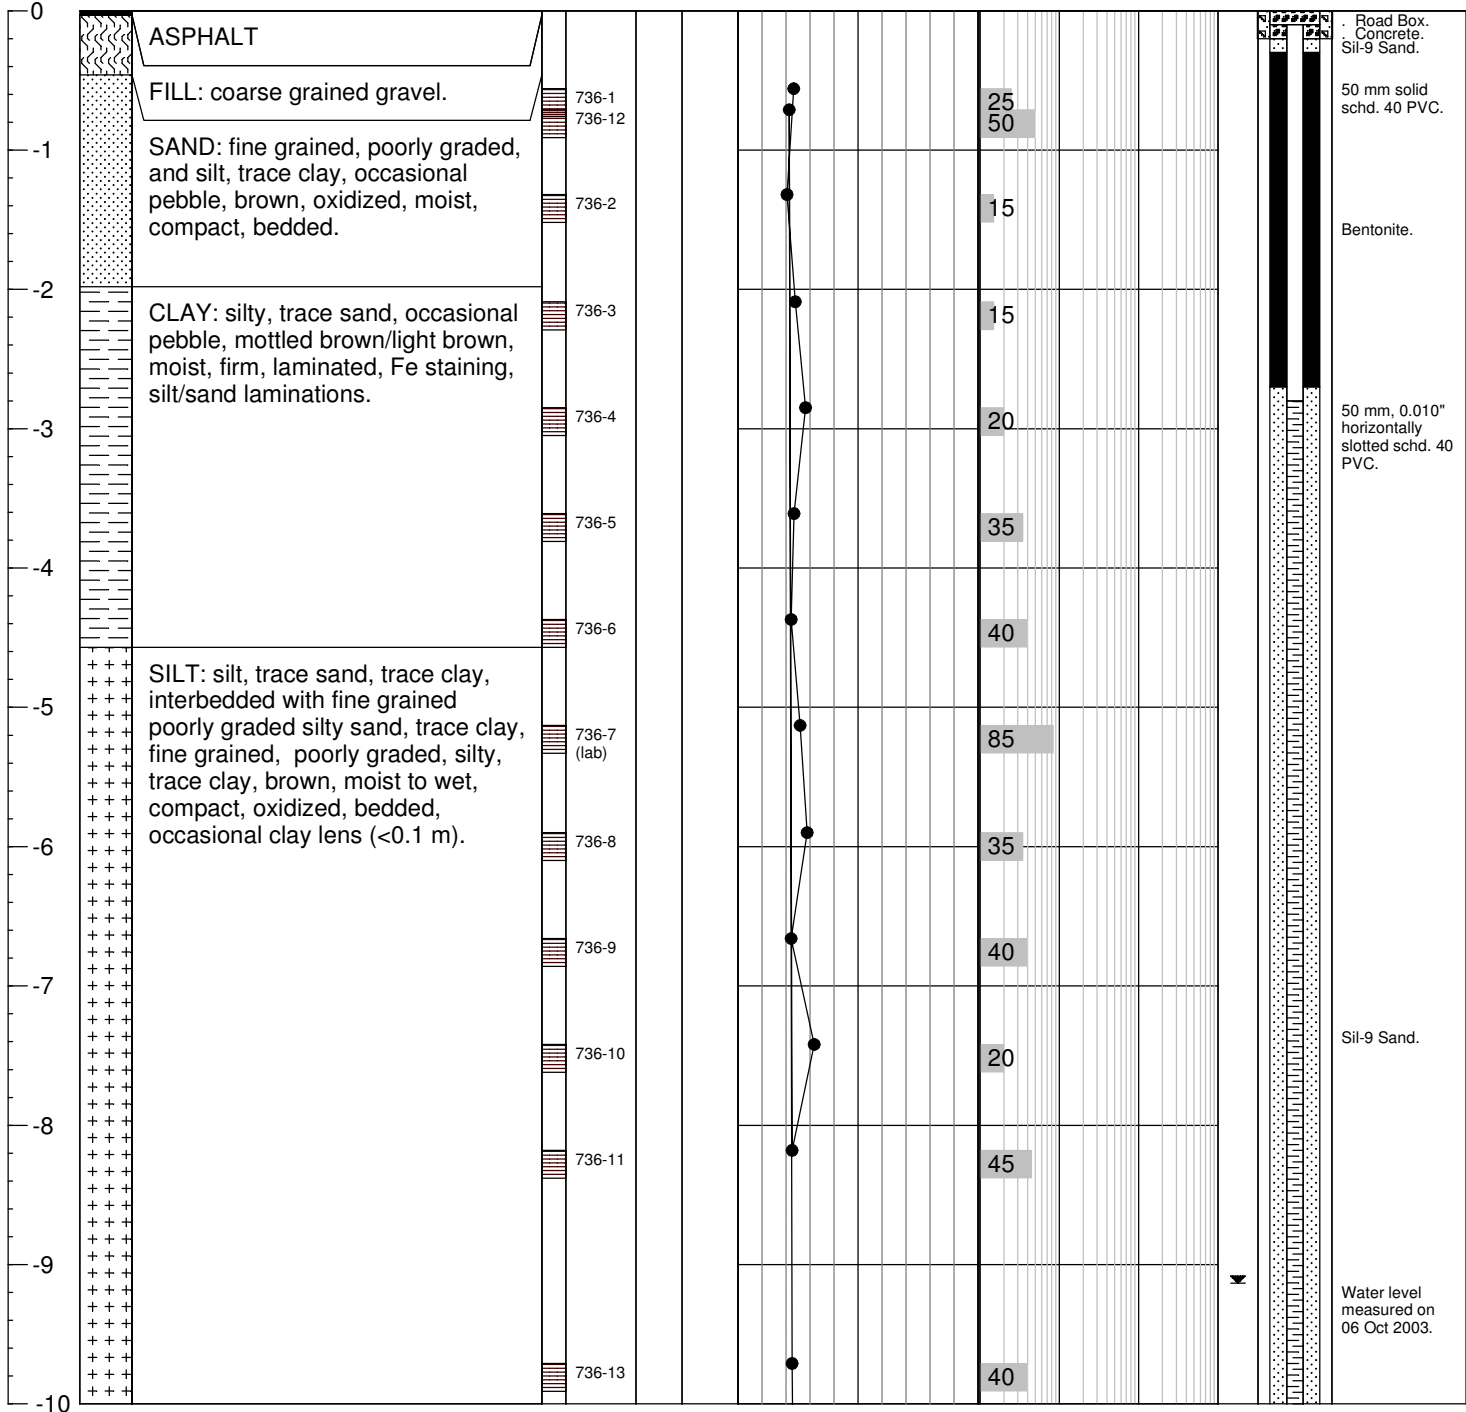 0
-1
-2
-3
-4
-5
-6
-7
-8
-9
-10
ASPHALT
FILL: coarse grained gravel.
SAND: fine grained, poorly graded,
and silt, trace clay, occasional
pebble, brown, oxidized, moist,
compact, bedded.
CLAY: silty, trace sand, occasional
pebble, mottled brown/light brown,
moist, firm, laminated, Fe staining,
silt/sand laminations.
SILT: silt, trace sand, trace clay,
interbedded with fine grained
poorly graded silty sand, trace clay,
fine grained, poorly graded, silty,
trace clay, brown, moist to wet,
compact, oxidized, bedded,
occasional clay lens (<0.1 m).
736-1
736-12
736-2
736-3
736-4
736-5
736-6
736-7
(lab)
736-8
736-9
736-10
736-11
736-13
25
50
15
15
20
35
40
85
35
40
20
45
40
. Road Box.
. Concrete.
Sil-9 Sand.
50 mm solid
schd. 40 PVC.
Bentonite.
50 mm, 0.010"
horizontally
slotted schd. 40
PVC.
Sil-9 Sand.
Water level
measured on
06 Oct 2003.